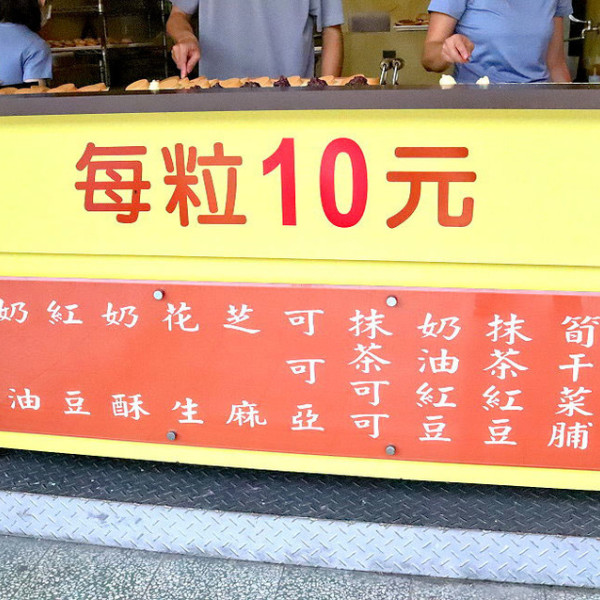 每粒10元
奶油
紅豆
奶酥
花生
芝麻
可可亞
抹茶可可
奶油紅豆
抹茶紅豆
筍干菜脯